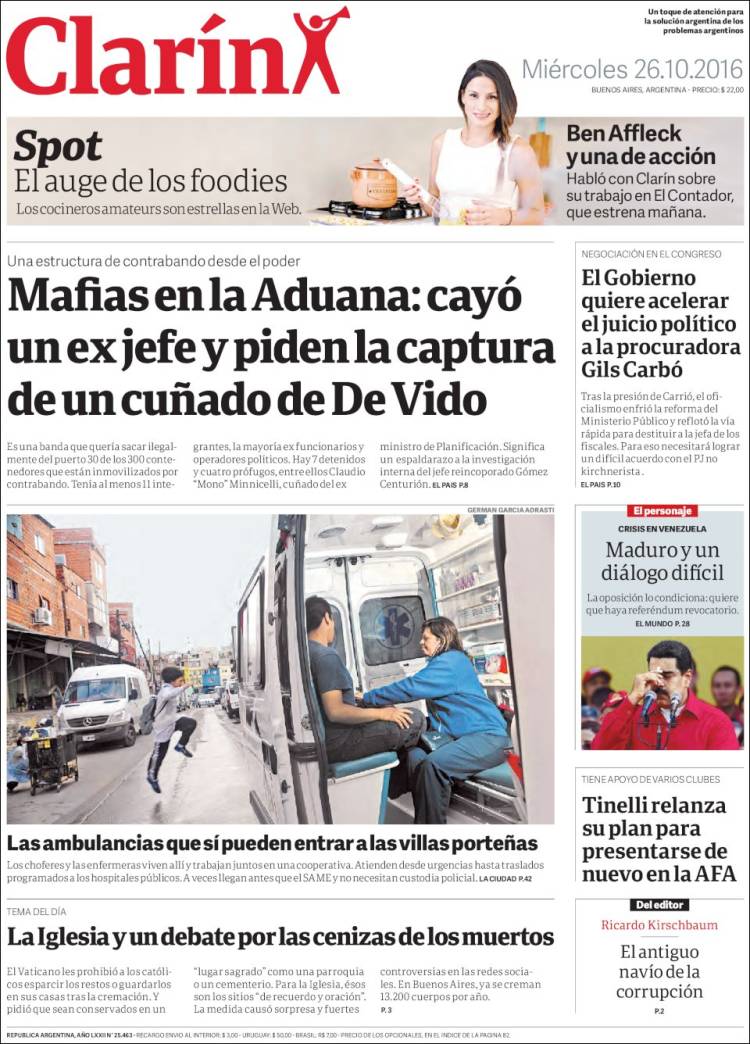 Clarín
Un toque de atención para
la solución argentina de los
problemas argentinos
Miércoles 26.10.2016
BUENOS AIRES, ARGENTINA - PRECIO: $ 22,00
Spot
El auge de los foodies
Los cocineros amateurs son estrellas en la Web.
Ben Affleck
y una de acción
Habló con Clarín sobre
su trabajo en El Contador,
que estrena mañana.
Una estructura de contrabando desde el poder
Mafias en la Aduana: cayó
un ex jefe y piden la captura
de un cuñado de De Vido
Es una banda que quería sacar ilegal-
mente del puerto 30 de los 300 conte-
nedores que están inmovilizados por
contrabando. Tenía al menos 11 inte-
grantes, la mayoría ex funcionarios y
operadores políticos. Hay 7 detenidos
y cuatro prófugos, entre ellos Claudio
“Mono” Minnicelli, cuñado del ex
ministro de Planificación. Significa
un espaldarazo a la investigación
interna del jefe reincoporado Gómez
Centurión. EL PAIS P.8
NEGOCIACIÓN EN EL CONGRESO
El Gobierno
quiere acelerar
el juicio político
a la procuradora
Gils Carbó
Tras la presión de Carrió, el ofi-
cialismo enfrió la reforma del
Ministerio Público y reflotó la vía
rápida para destituir a la jefa de los
fiscales. Para eso necesitará lograr
un difícil acuerdo con el PJ no
kirchnerista .
EL PAIS P.10
GERMAN GARCIA ADRASTI
Las ambulancias que sí pueden entrar a las villas porteñas
Los choferes y las enfermeras viven allí y trabajan juntos en una cooperativa. Atienden desde urgencias hasta traslados
programados a los hospitales públicos. A veces llegan antes que el SAME y no necesitan custodia policial. LA CIUDAD P.42
El personaje
CRISIS EN VENEZUELA
Maduro y un
diálogo difícil
La oposición lo condiciona: quiere
que haya referéndum revocatorio.
EL MUNDO P. 28
TIENE APOYO DE VARIOS CLUBES
Tinelli relanza
su plan para
presentarse de
nuevo en la AFA
TEMA DEL DÍA
La Iglesia y un debate por las cenizas de los muertos
El Vaticano les prohibió a los católi-
cos esparcir los restos o guardarlos
en sus casas tras la cremación. Y
pidió que sean conservados en un
“lugar sagrado” como una parroquia
o un cementerio. Para la Iglesia, ésos
son los sitios “de recuerdo y oración”.
La medida causó sorpresa y fuertes
controversias en las redes socia-
les. En Buenos Aires, ya se creman
13.200 cuerpos por año.
P. 3
Del editor
Ricardo Kirschbaum
El antiguo
navío de la
corrupción
P.2
REPUBLICA ARGENTINA, AÑO LXXII N° 25.463 - RECARGO ENVIO AL INTERIOR: $ 3,00 - URUGUAY: $ 50,00 - BRASIL, R$ 7,00 - PRECIO DE LOS OPCIONALES, EN EL INDICE DE LA PAGINA 82.